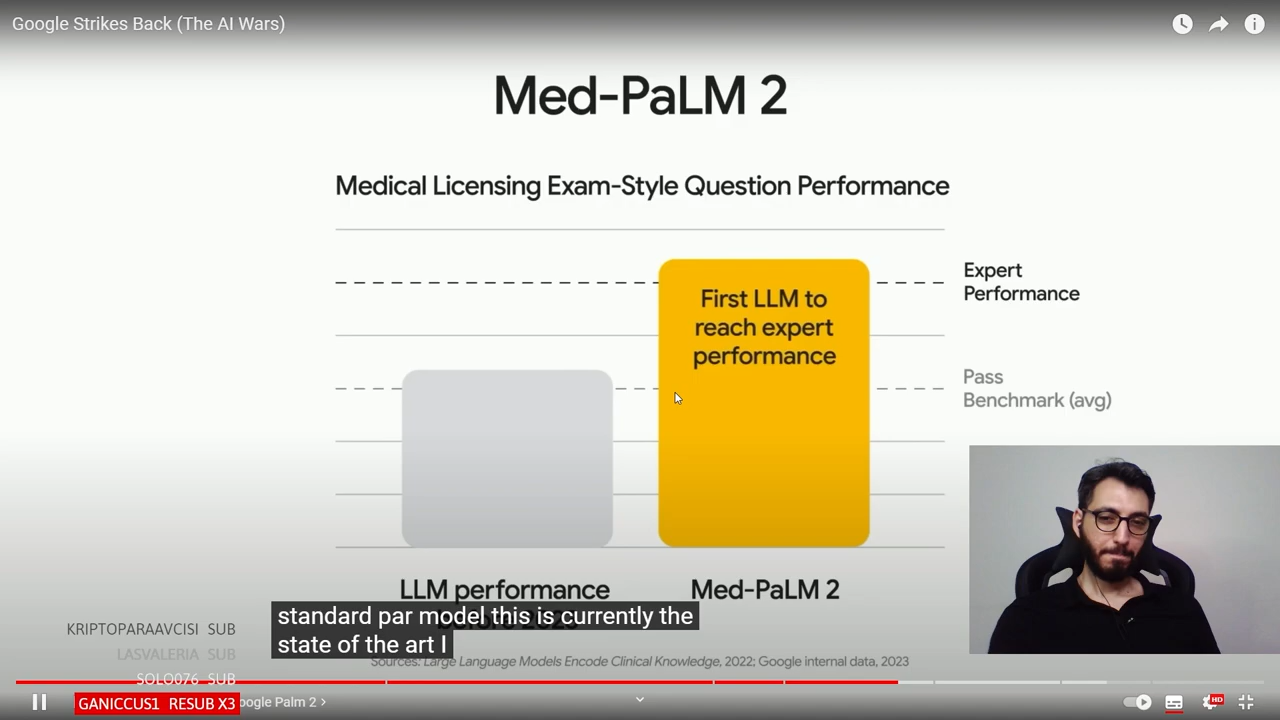 Google Strikes Back (The AI Wars)
Med-PaLM 2
Medical Licensing Exam-Style Question Performance
Expert
Performance
First LLM to
reach expert
performance
Pass
Benchmark (avg)
LLM performance
Med-PaLM 2
standard par model this is currently the
state of the art I
Sources: Large Language Models Encode Clinical Knowledge, 2022; Google internal data, 2023
KRIPTOPARAAVCISI SUB
LASVALERIA SUB
SOLO076 SUB
GANICCUS1 RESUB X3
oogle Palm 2 >
HD